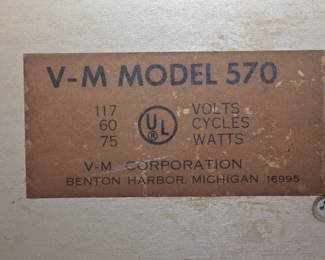 V-M MODEL 570
117 VOLTS
60 UL® CYCLES
75 WATTS
V-M CORPORATION
BENTON HARBOR, MICHIGAN 16995